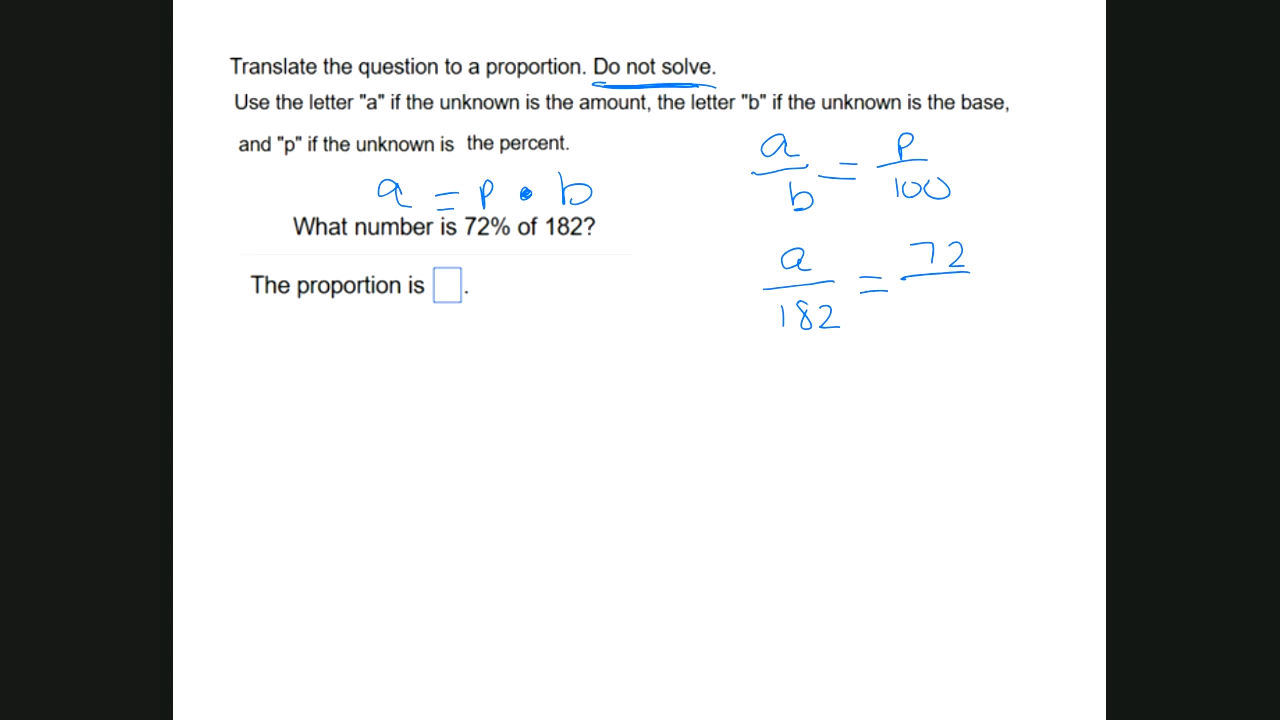 Translate the question to a proportion. Do not solve.
Use the letter "a" if the unknown is the amount, the letter "b" if the unknown is the base,
and "p" if the unknown is the percent.
a = p • b
What number is 72% of 182?
The proportion is .
a/b = p/100
a/182 = 72/